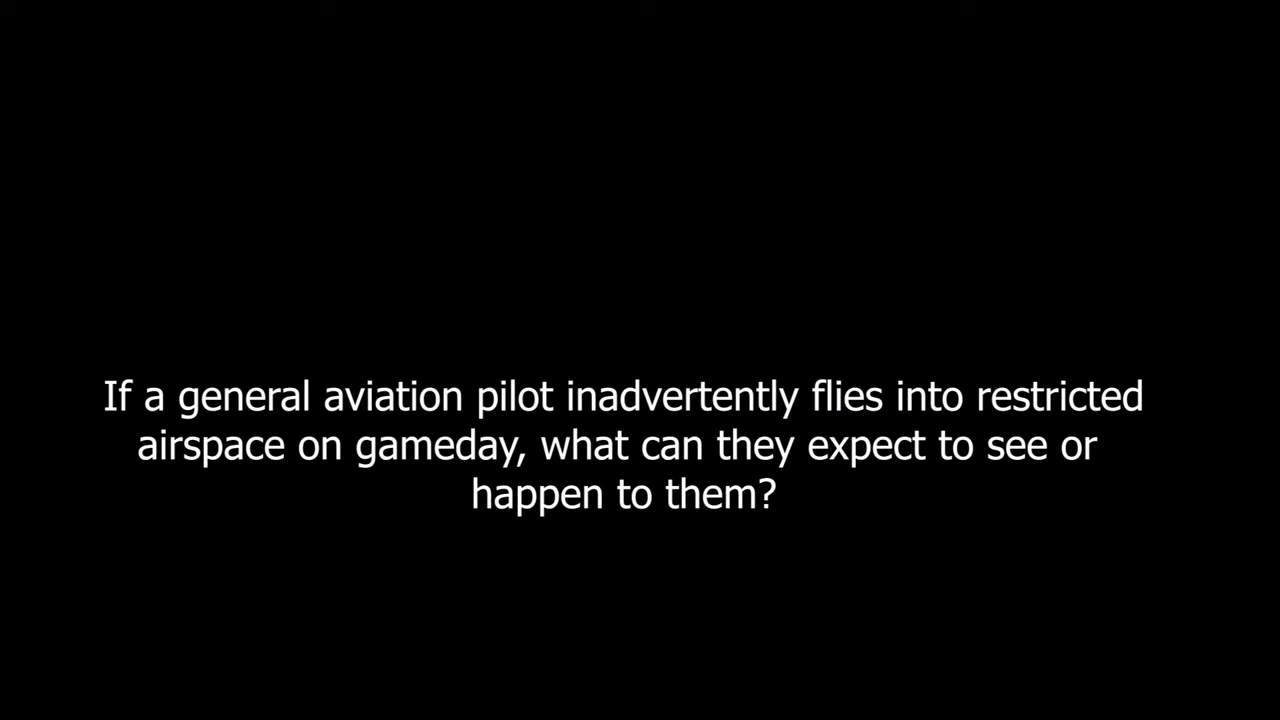 If a general aviation pilot inadvertently flies into restricted
airspace on gameday, what can they expect to see or
happen to them?